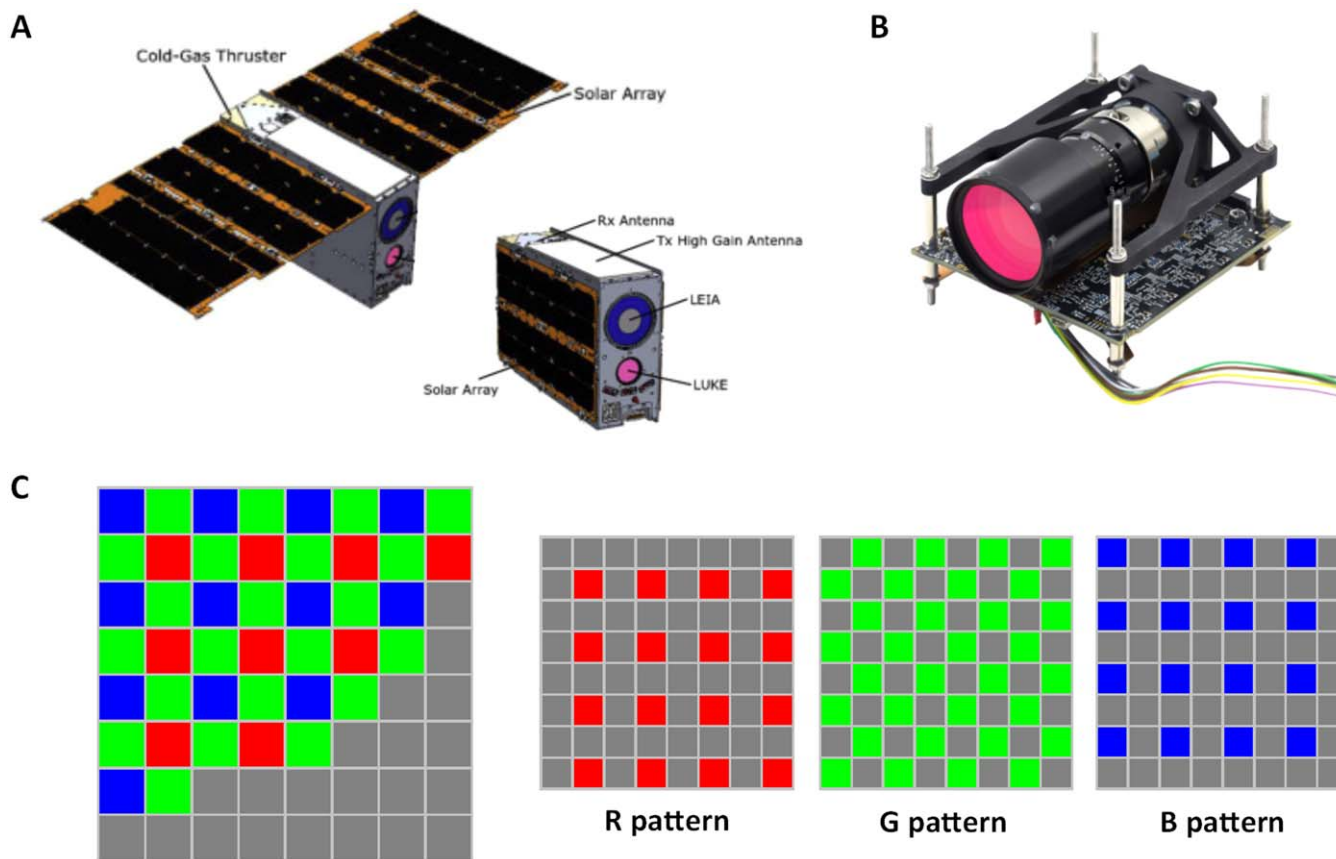 A
Cold-Gas Thruster
Solar Array
Rx Antenna
Tx High Gain Antenna
LEIA
LUKE
Solar Array
B
C
R pattern
G pattern
B pattern